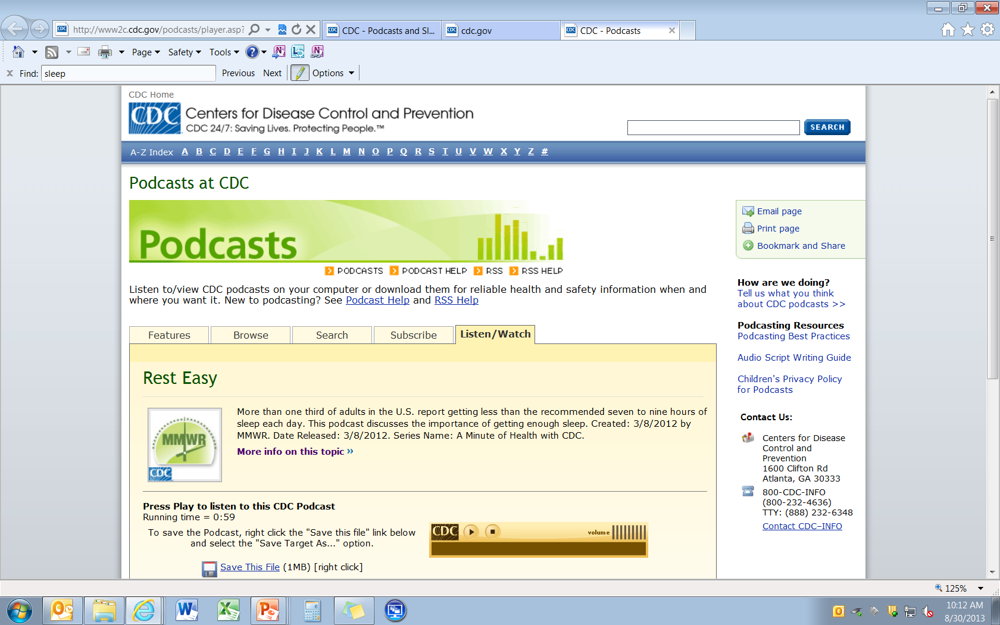 http://www2c.cdc.gov/podcasts/player.asp?
CDC - Podcasts and Sl...
cdc.gov
CDC - Podcasts
Page
Safety
Tools
Find: sleep
Previous
Next
Options
CDC Home
CDC
Centers for Disease Control and Prevention
CDC 24/7: Saving Lives. Protecting People.™
SEARCH
A-Z Index A B C D E F G H I J K L M N O P Q R S T U V W X Y Z #
Podcasts at CDC
Podcasts
PODCASTS PODCAST HELP RSS RSS HELP
Listen to/view CDC podcasts on your computer or download them for reliable health and safety information when and
where you want it. New to podcasting? See Podcast Help and RSS Help
Features
Browse
Search
Subscribe
Listen/Watch
Rest Easy
MMWR
CDC
More than one third of adults in the U.S. report getting less than the recommended seven to nine hours of
sleep each day. This podcast discusses the importance of getting enough sleep. Created: 3/8/2012 by
MMWR. Date Released: 3/8/2012. Series Name: A Minute of Health with CDC.
More info on this topic »
Press Play to listen to this CDC Podcast
Running time = 0:59
To save the Podcast, right click the "Save this file" link below
and select the "Save Target As..." option.
Save This File (1MB) [right click]
CDC
volume
Email page
Print page
Bookmark and Share
How are we doing?
Tell us what you think
about CDC podcasts >>
Podcasting Resources
Podcasting Best Practices
Audio Script Writing Guide
Children's Privacy Policy
for Podcasts
Contact Us:
Centers for Disease
Control and
Prevention
1600 Clifton Rd
Atlanta, GA 30333
800-CDC-INFO
(800-232-4636)
TTY: (888) 232-6348
Contact CDC–INFO
125%
10:12 AM
8/30/2013